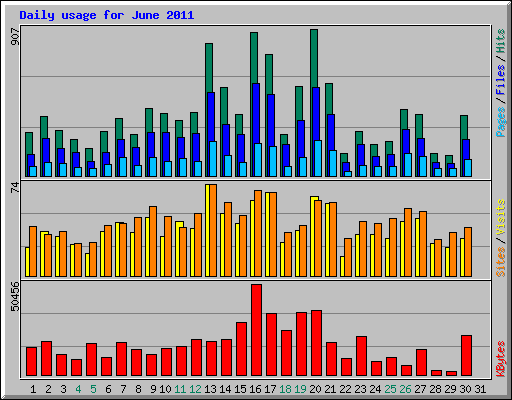 Daily usage for June 2011
907
Pages / Files / Hits
74
Sites / Visits
50456
KBytes
1 2 3 4 5 6 7 8 9 10 11 12 13 14 15 16 17 18 19 20 21 22 23 24 25 26 27 28 29 30 31